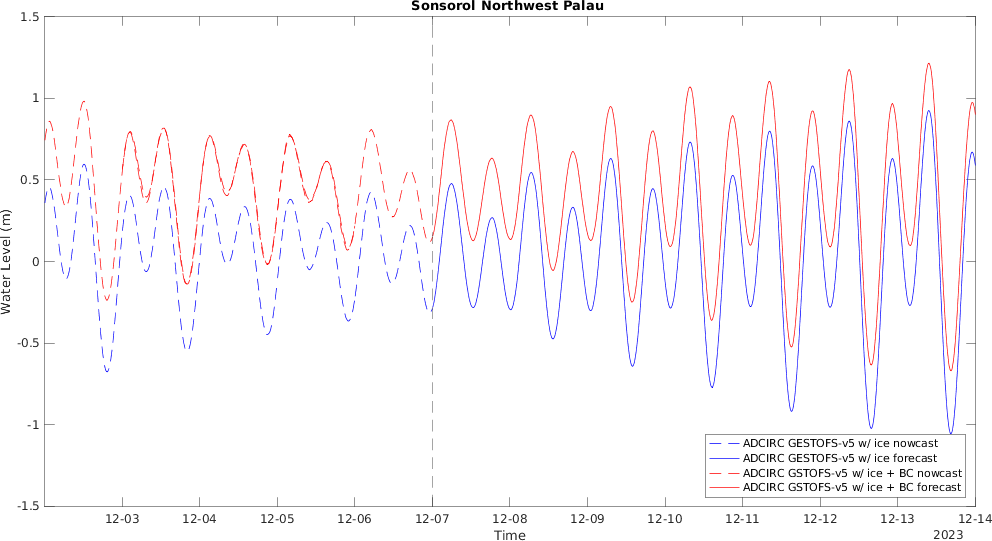 Sonsorol Northwest Palau
1.5
1
0.5
0
-0.5
-1
-1.5
Water Level (m)
ADCIRC GESTOFS-v5 w/ ice nowcast
ADCIRC GESTOFS-v5 w/ ice forecast
ADCIRC GSTOFS-v5 w/ ice + BC nowcast
ADCIRC GSTOFS-v5 w/ ice + BC forecast
12-03 12-04 12-05 12-06 12-07 12-08 12-09 12-10 12-11 12-12 12-13 12-14
Time
2023